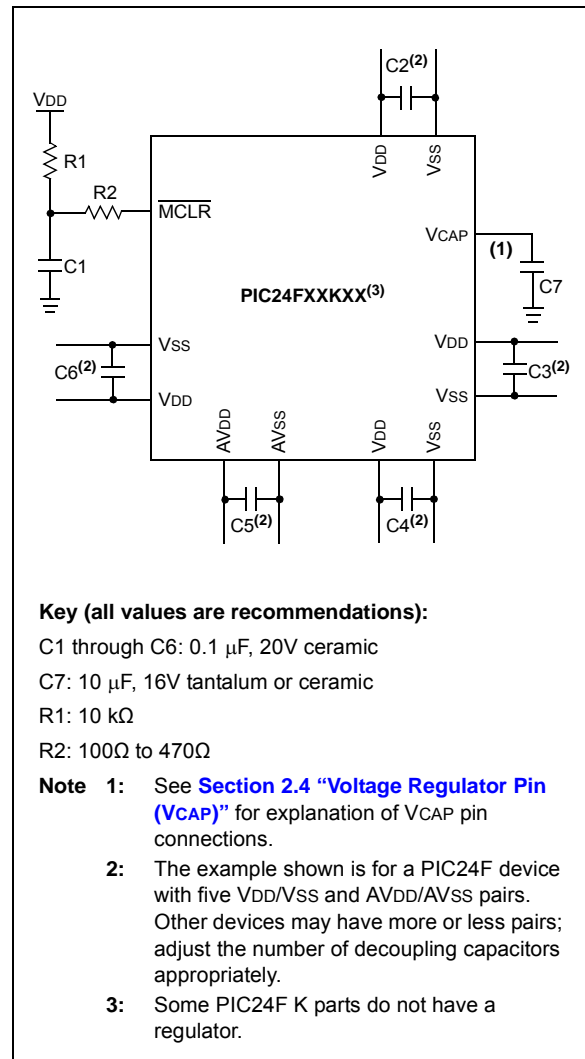 C2(2)
VDD
VDD
VSS
R1
R2
MCLR
VCAP
(1)
C1
C7
PIC24FXXKXX(3)
VSS
VDD
C6(2)
C3(2)
VDD
VSS
AVDD
AVSS
VDD
VSS
C5(2)
C4(2)
Key (all values are recommendations):
C1 through C6: 0.1 μF, 20V ceramic
C7: 10 μF, 16V tantalum or ceramic
R1: 10 kΩ
R2: 100Ω to 470Ω
Note 1: See Section 2.4 “Voltage Regulator Pin
(VCAP)” for explanation of VCAP pin
connections.
2: The example shown is for a PIC24F device
with five VDD/VSS and AVDD/AVSS pairs.
Other devices may have more or less pairs;
adjust the number of decoupling capacitors
appropriately.
3: Some PIC24F K parts do not have a
regulator.